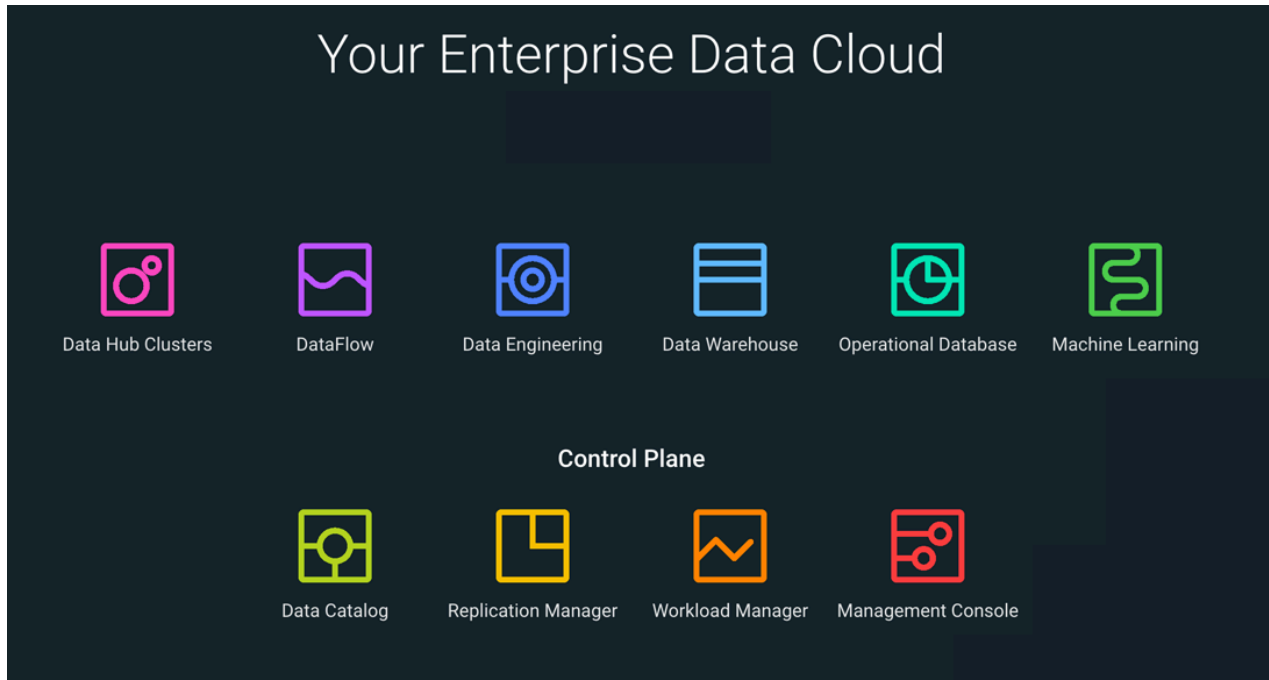 Your Enterprise Data Cloud
Data Hub Clusters
DataFlow
Data Engineering
Data Warehouse
Operational Database
Machine Learning
Control Plane
Data Catalog
Replication Manager
Workload Manager
Management Console